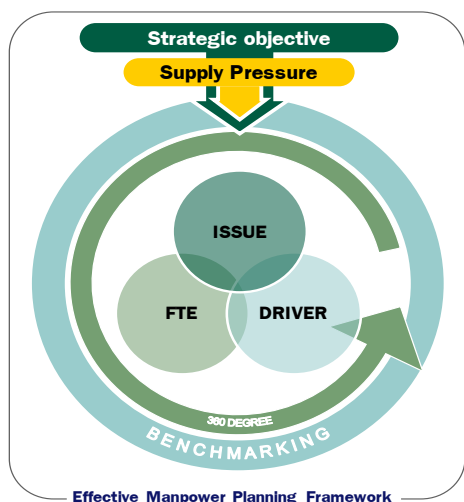 Strategic objective
Supply Pressure
ISSUE
FTE
DRIVER
360 DEGREE
BENCHMARKING
Effective Manpower Planning Framework